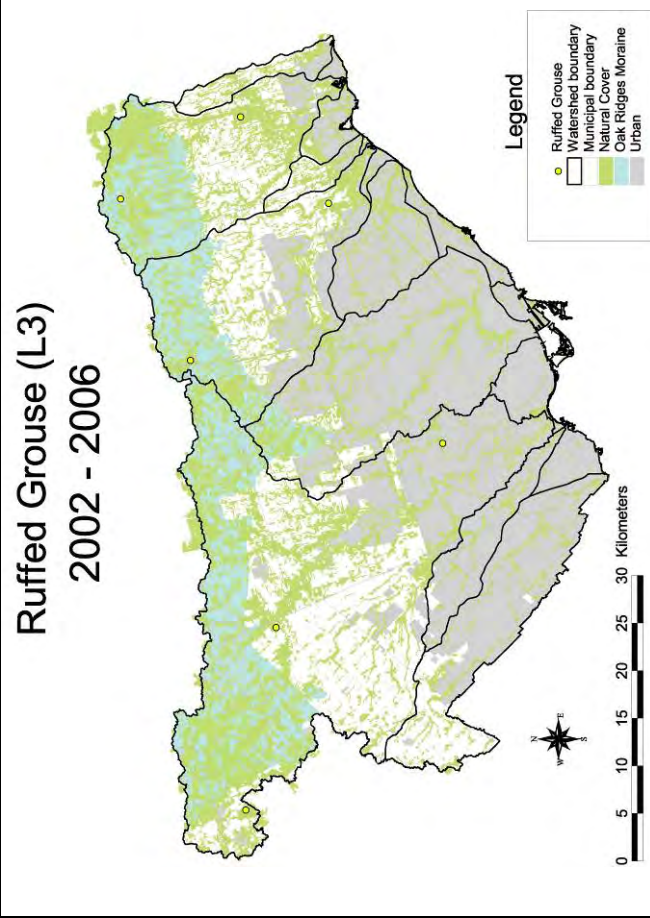 Ruffed Grouse (L3)
2002 - 2006
N
W E
S
0 5 10 15 20 25 30 Kilometers
Legend
Ruffed Grouse
Watershed boundary
Municipal boundary
Natural Cover
Oak Ridges Moraine
Urban